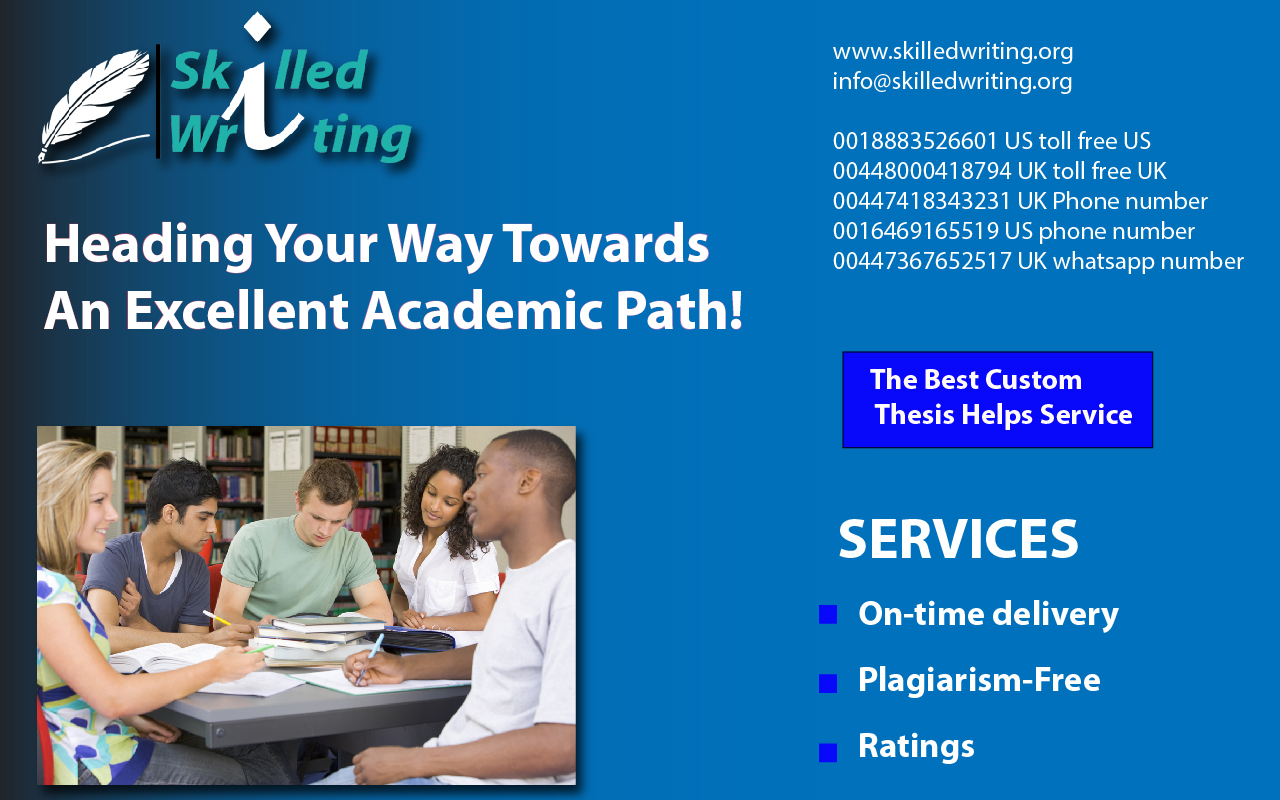 Skilled
Writing
Heading Your Way Towards
An Excellent Academic Path!
www.skilledwriting.org
info@skilledwriting.org
0018883526601 US toll free US
00448000418794 UK toll free UK
00447418343231 UK Phone number
0016469165519 US phone number
00447367652517 UK whatsapp number
The Best Custom
Thesis Helps Service
SERVICES
On-time delivery
Plagiarism-Free
Ratings